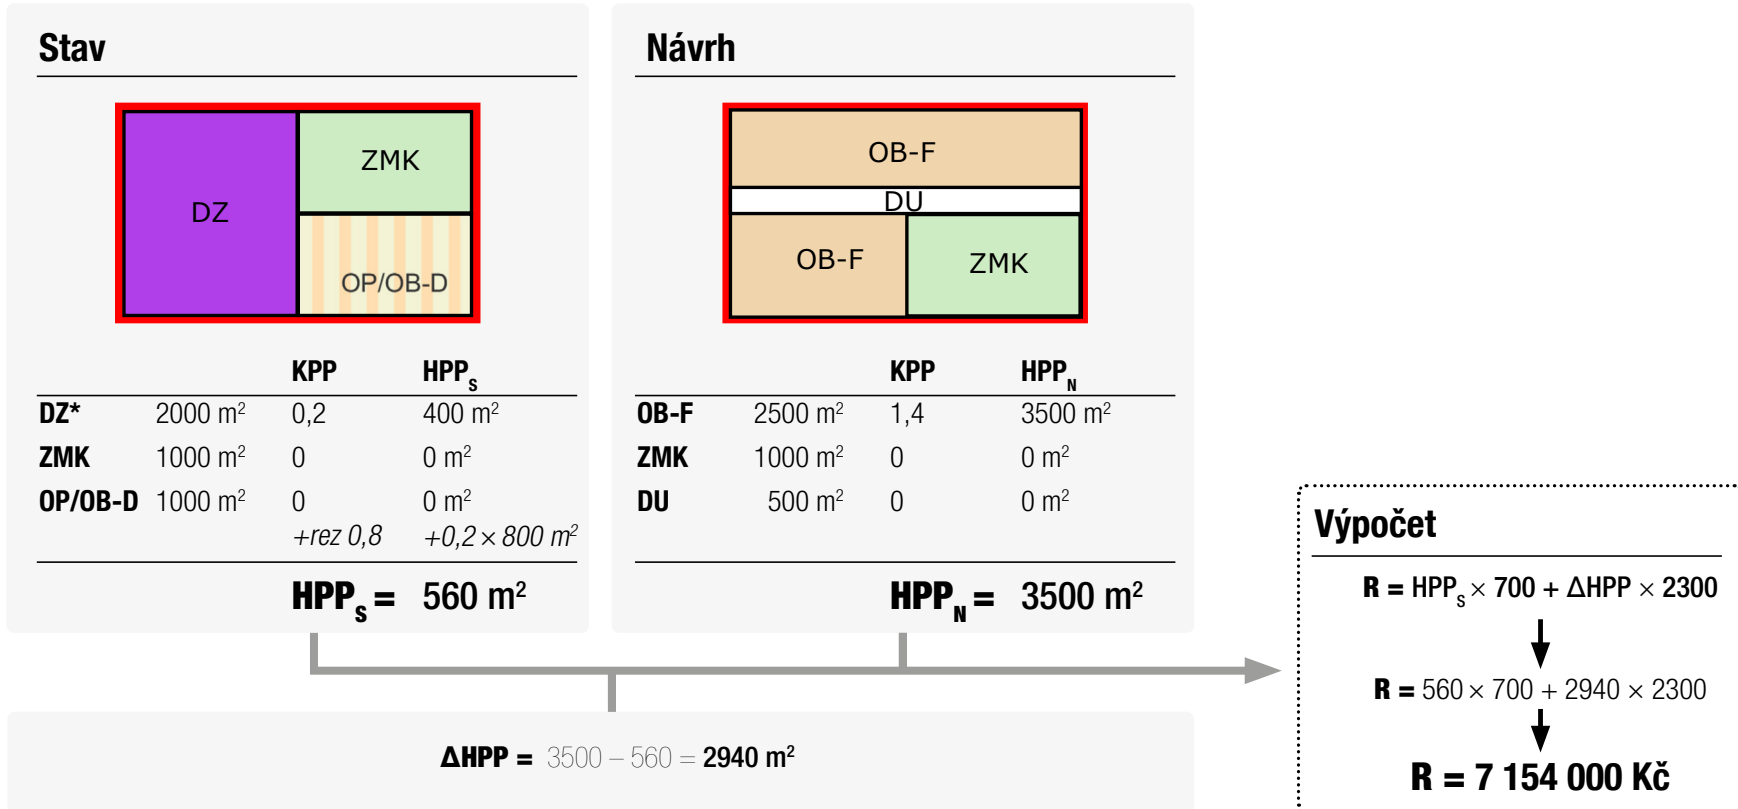 Stav
DZ
ZMK
OP/OB-D
KPP HPPS
DZ* 2000 m² 0,2 400 m²
ZMK 1000 m² 0 0 m²
OP/OB-D 1000 m² 0 0 m²
+rez 0,8 +0,2 × 800 m²
HPPS = 560 m²
Návrh
OB-F
DU
OB-F
ZMK
KPP HPPN
OB-F 2500 m² 1,4 3500 m²
ZMK 1000 m² 0 0 m²
DU 500 m² 0 0 m²
HPPN = 3500 m²
ΔHPP = 3500 – 560 = 2940 m²
Výpočet
R = HPPS × 700 + ΔHPP × 2300
R = 560 × 700 + 2940 × 2300
R = 7 154 000 Kč